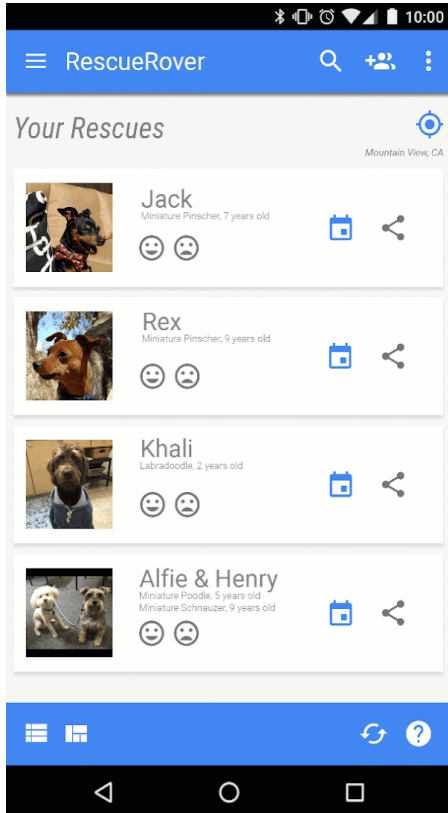 10:00
RescueRover
Your Rescues
Mountain View, CA
Jack
Miniature Pinscher, 7 years old
Rex
Miniature Pinscher, 9 years old
Khali
Labradoodle, 2 years old
Alfie & Henry
Miniature Poodle, 5 years old
Miniature Schnauzer, 9 years old